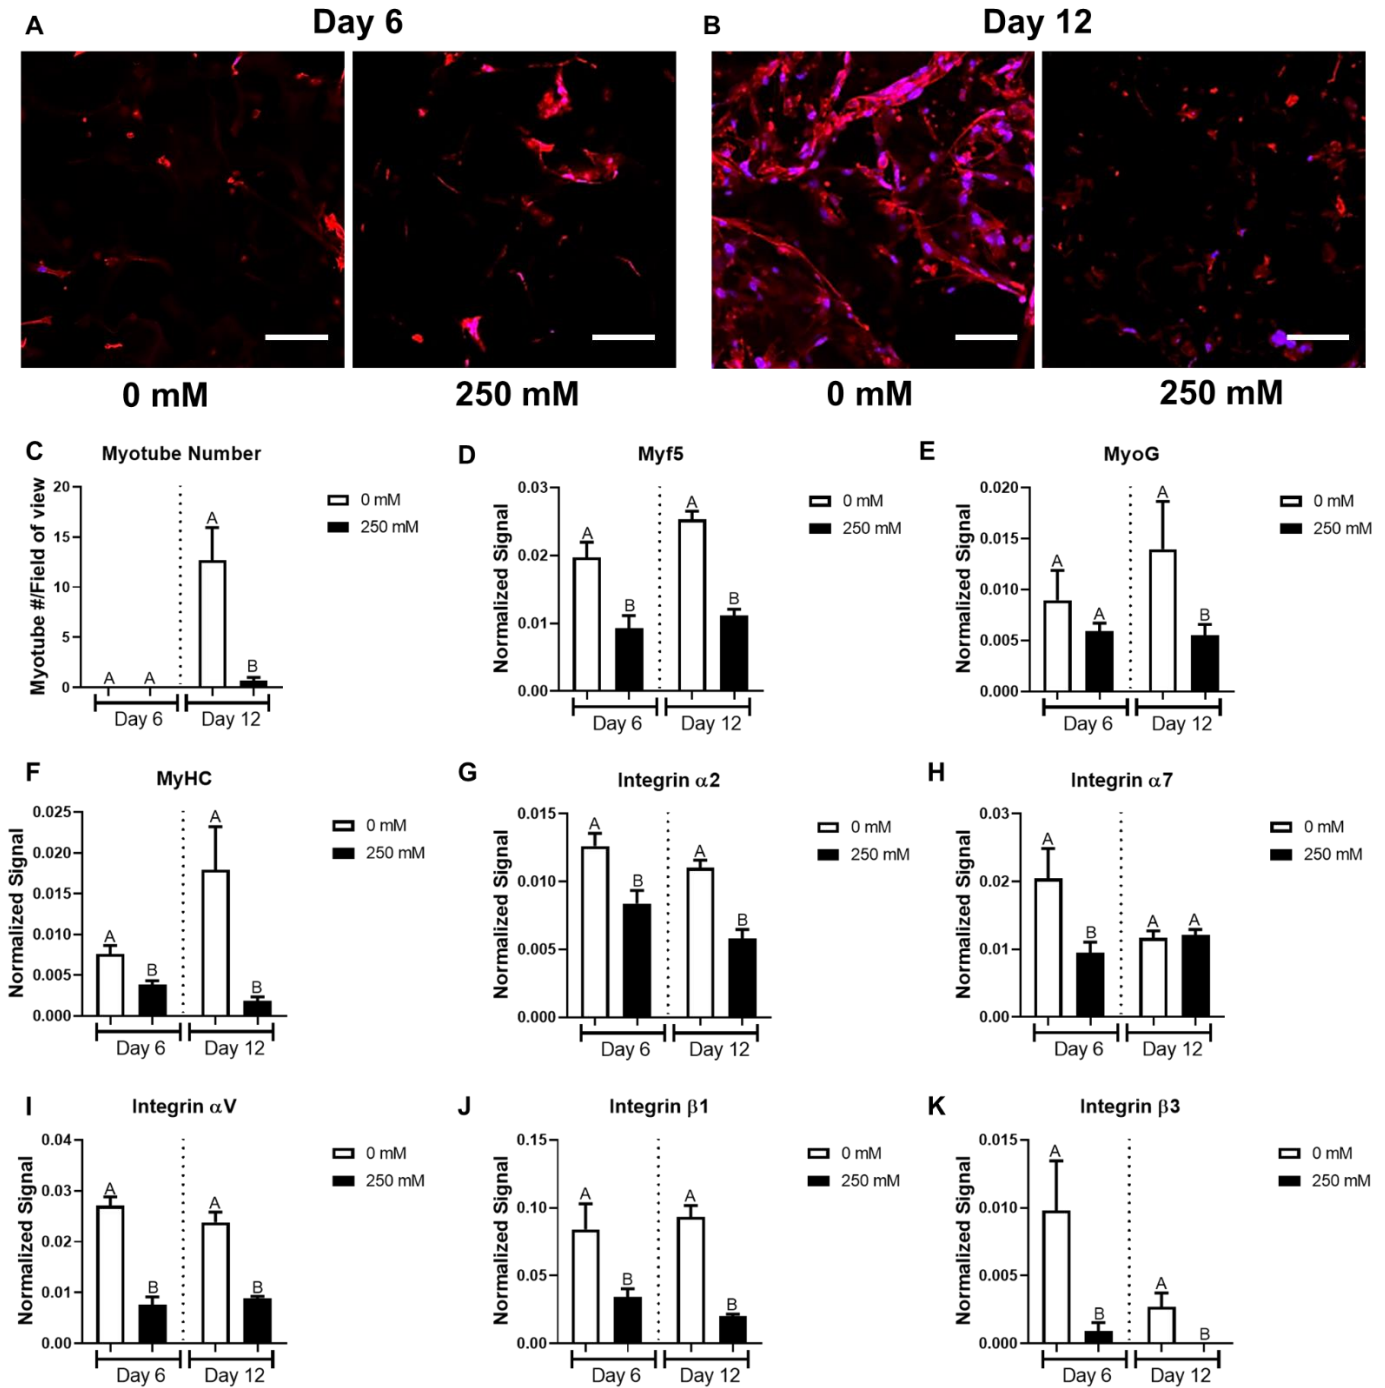 A
Day 6
B
Day 12
0 mM
250 mM
0 mM
250 mM
C
Myotube Number
Myotube #/Field of view
20
15
10
5
0
A
A
A
B
Day 6
Day 12
0 mM
250 mM
D
Myf5
Normalized Signal
0.03
0.02
0.01
0.00
A
B
A
B
Day 6
Day 12
0 mM
250 mM
E
MyoG
Normalized Signal
0.020
0.015
0.010
0.005
0.000
A
A
A
B
Day 6
Day 12
0 mM
250 mM
F
MyHC
Normalized Signal
0.025
0.020
0.015
0.010
0.005
0.000
A
B
A
B
Day 6
Day 12
0 mM
250 mM
G
Integrin α2
Normalized Signal
0.015
0.010
0.005
0.000
A
B
A
B
Day 6
Day 12
0 mM
250 mM
H
Integrin α7
Normalized Signal
0.03
0.02
0.01
0.00
A
B
A
A
Day 6
Day 12
0 mM
250 mM
I
Integrin αV
Normalized Signal
0.04
0.03
0.02
0.01
0.00
A
B
A
B
Day 6
Day 12
0 mM
250 mM
J
Integrin β1
Normalized Signal
0.15
0.10
0.05
0.00
A
B
A
B
Day 6
Day 12
0 mM
250 mM
K
Integrin β3
Normalized Signal
0.015
0.010
0.005
0.000
A
B
A
B
Day 6
Day 12
0 mM
250 mM